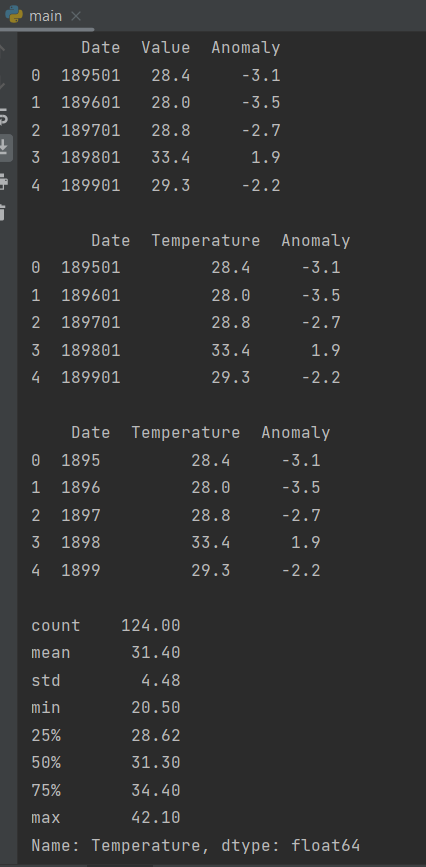 main
Date  Value  Anomaly
0  189501   28.4     -3.1
1  189601   28.0     -3.5
2  189701   28.8     -2.7
3  189801   33.4      1.9
4  189901   29.3     -2.2
Date  Temperature  Anomaly
0  189501         28.4     -3.1
1  189601         28.0     -3.5
2  189701         28.8     -2.7
3  189801         33.4      1.9
4  189901         29.3     -2.2
Date  Temperature  Anomaly
0  1895         28.4     -3.1
1  1896         28.0     -3.5
2  1897         28.8     -2.7
3  1898         33.4      1.9
4  1899         29.3     -2.2
count    124.00
mean      31.40
std        4.48
min       20.50
25%       28.62
50%       31.30
75%       34.40
max       42.10
Name: Temperature, dtype: float64